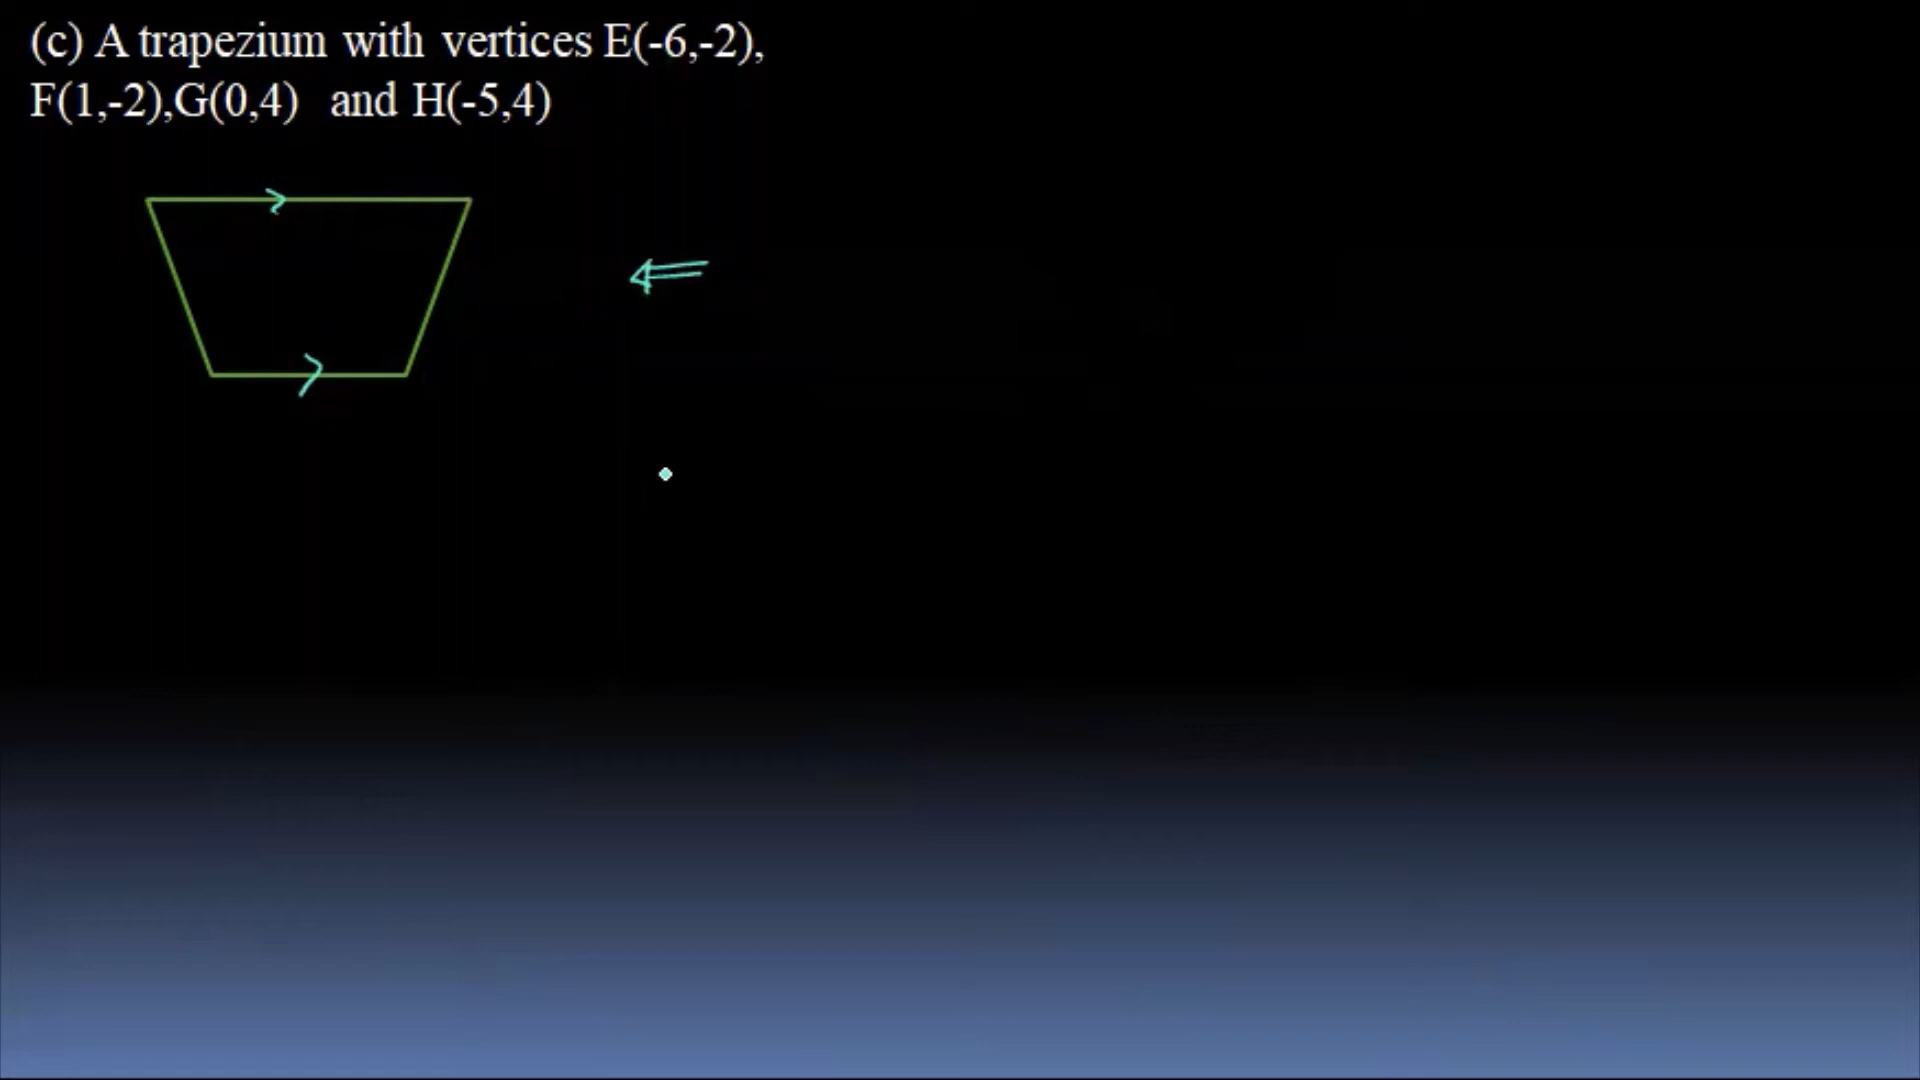 (c) A trapezium with vertices E(-6,-2),
F(1,-2),G(0,4) and H(-5,4)